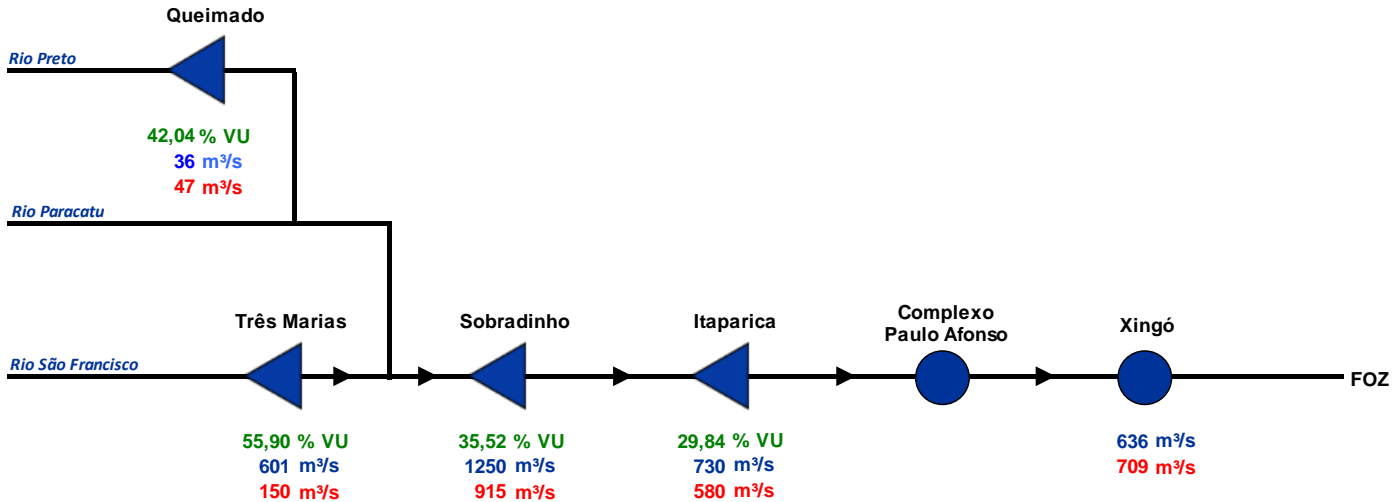 Queimado
Rio Preto
42,04 % VU
36 m³/s
47 m³/s
Rio Paracatu
Três Marias
Sobradinho
Itaparica
Complexo
Paulo Afonso
Xingó
Rio São Francisco
FOZ
55,90 % VU
601 m³/s
150 m³/s
35,52 % VU
1250 m³/s
915 m³/s
29,84 % VU
730 m³/s
580 m³/s
636 m³/s
709 m³/s